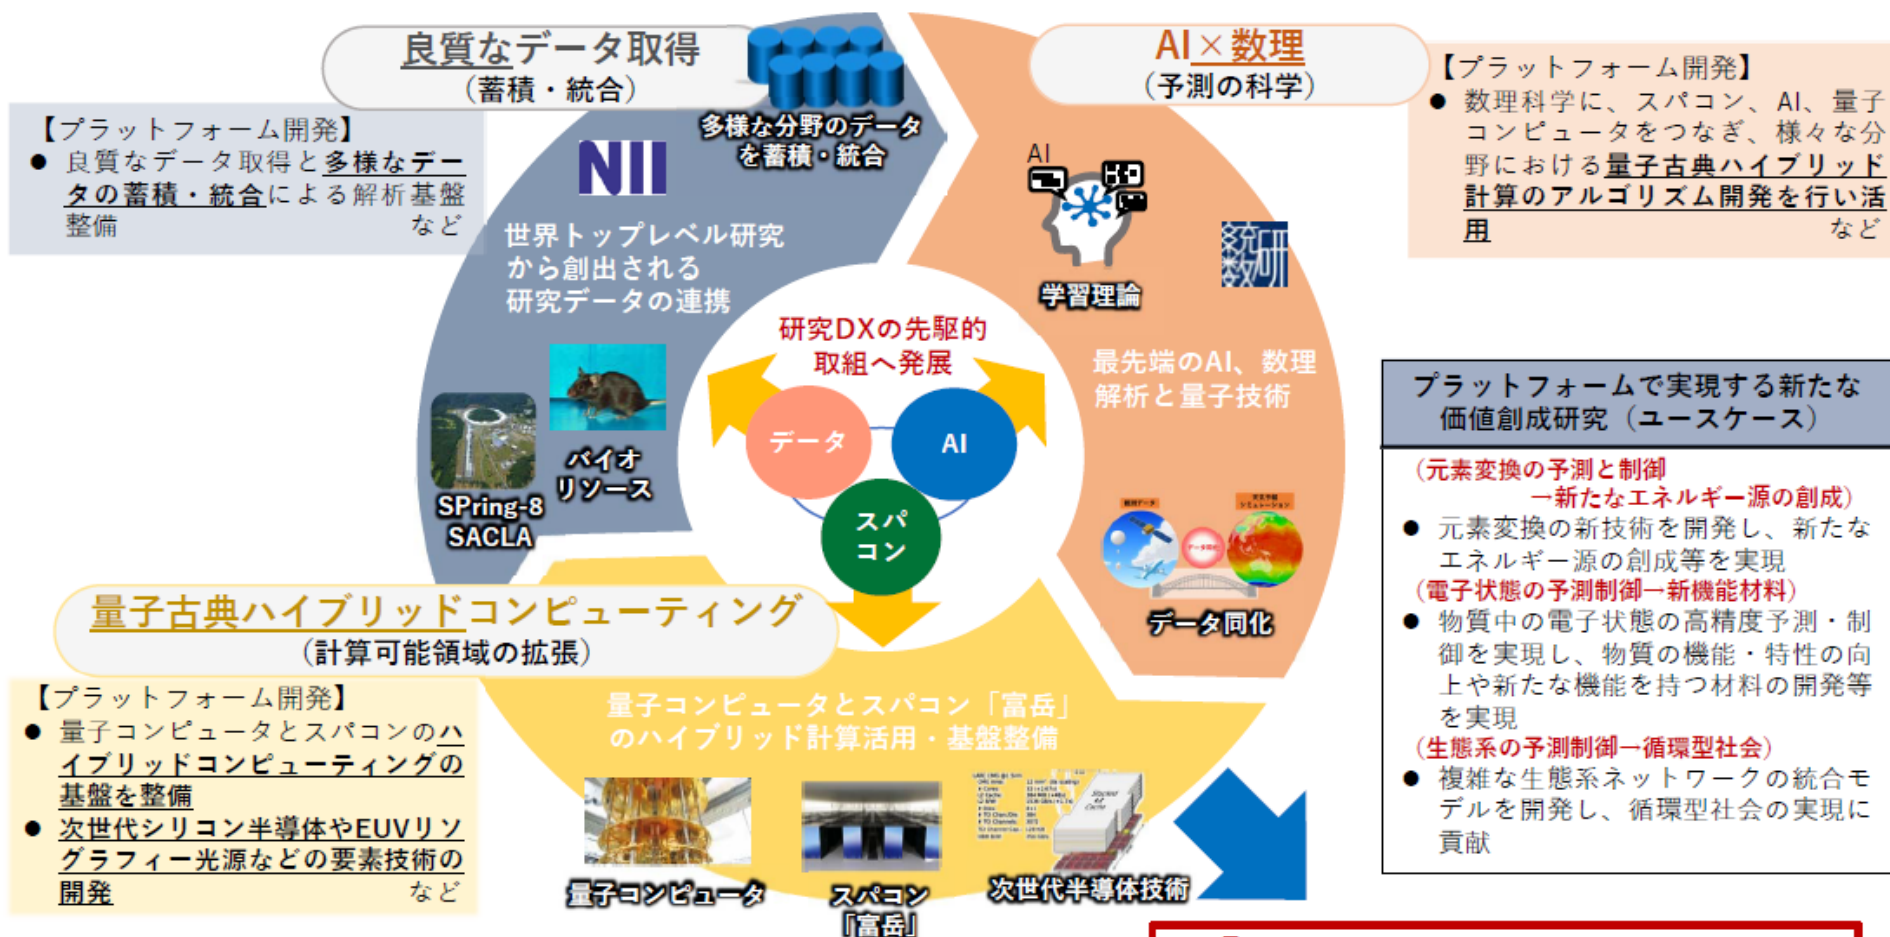 良質なデータ取得
（蓄積・統合）
【プラットフォーム開発】
● 良質なデータ取得と多様なデー
タの蓄積・統合による解析基盤
整備 など
多様な分野のデータ
を蓄積・統合
NII
世界トップレベル研究
から創出される
研究データの連携
バイオ
リソース
SPring-8
SACLA
AI×数理
（予測の科学）
【プラットフォーム開発】
● 数理科学に、スパコン、AI、量子
コンピュータをつなぎ、様々な分
野における量子古典ハイブリッド
計算のアルゴリズム開発を行い活
用 など
AI
学習理論
統数研
最先端のAI、数理
解析と量子技術
データ同化
研究DXの先駆的
取組へ発展
データ
AI
スパ
コン
量子古典ハイブリッドコンピューティング
（計算可能領域の拡張）
【プラットフォーム開発】
● 量子コンピュータとスパコンのハ
イブリッドコンピューティングの
基盤を整備
● 次世代シリコン半導体やEUVリソ
グラフィー光源などの要素技術の
開発 など
量子コンピュータとスパコン「富岳」
のハイブリッド計算活用・基盤整備
量子コンピュータ
スパコン
「富岳」
次世代半導体技術
プラットフォームで実現する新たな
価値創成研究（ユースケース）
（元素変換の予測と制御
→新たなエネルギー源の創成）
● 元素変換の新技術を開発し、新たな
エネルギー源の創成等を実現
（電子状態の予測制御→新機能材料）
● 物質中の電子状態の高精度予測・制
御を実現し、物質の機能・特性の向
上や新たな機能を持つ材料の開発等
を実現
（生態系の予測制御→循環型社会）
● 複雑な生態系ネットワークの統合モ
デルを開発し、循環型社会の実現に
貢献